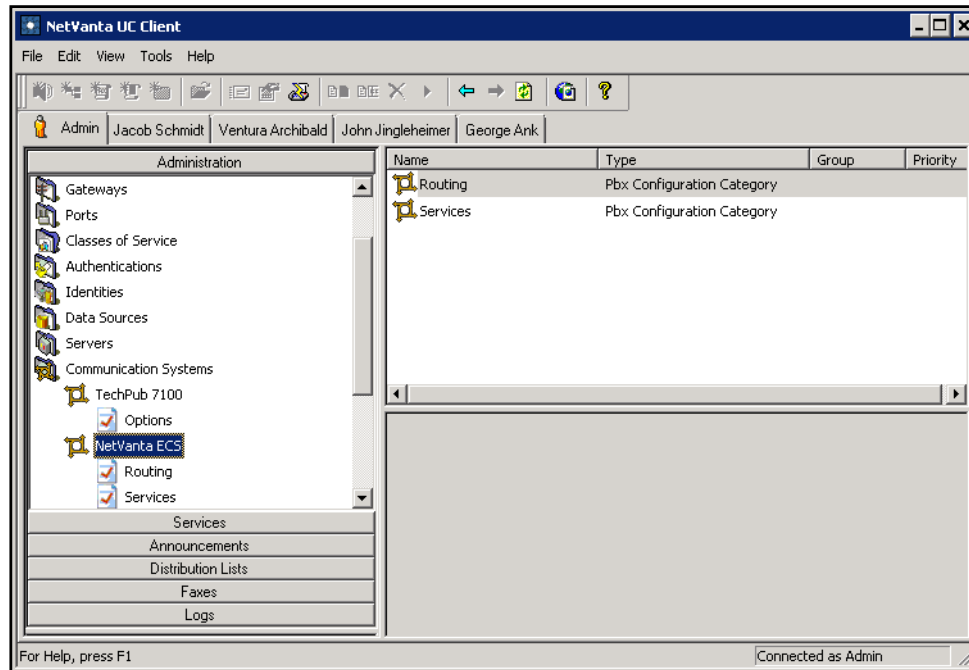 NetVanta UC Client
File Edit View Tools Help
Admin Jacob Schmidt Ventura Archibald John Jingleheimer George Ank
Administration
Gateways
Ports
Classes of Service
Authentications
Identities
Data Sources
Servers
Communication Systems
TechPub 7100
Options
NetVanta ECS
Routing
Services
Services
Announcements
Distribution Lists
Faxes
Logs
Name Type Group Priority
Routing Pbx Configuration Category
Services Pbx Configuration Category
For Help, press F1 Connected as Admin